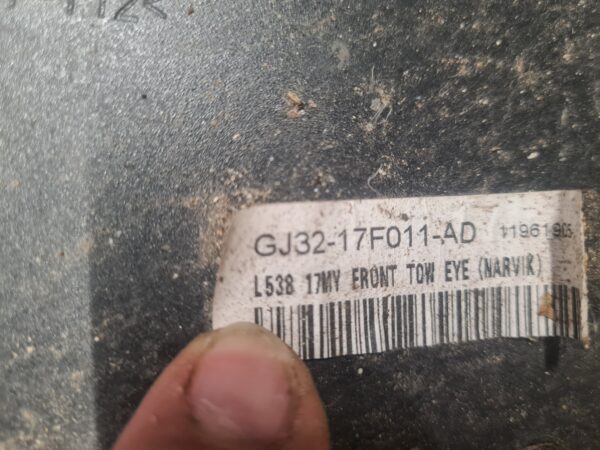 GJ32-17F011-AD
L538 17MY FRONT TOW EYE (NARVIK)